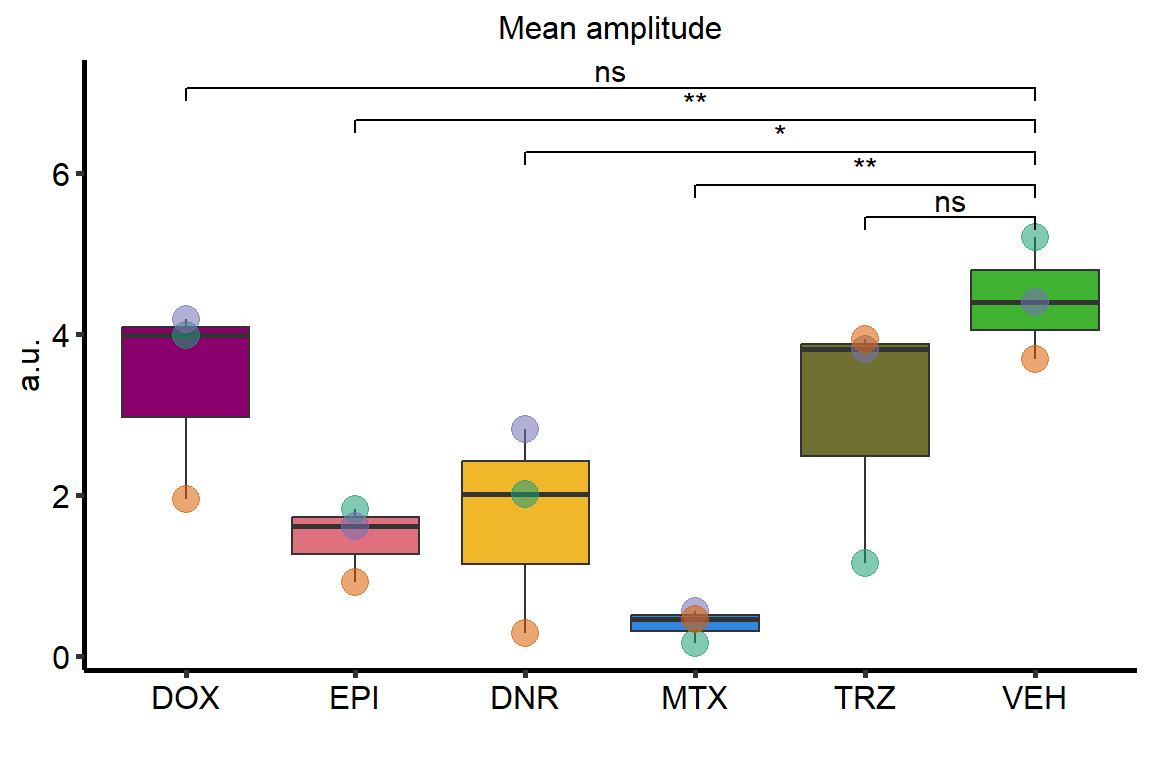 Mean amplitude
ns
**
*
**
ns
6
4
2
0
a.u.
DOX EPI DNR MTX TRZ VEH